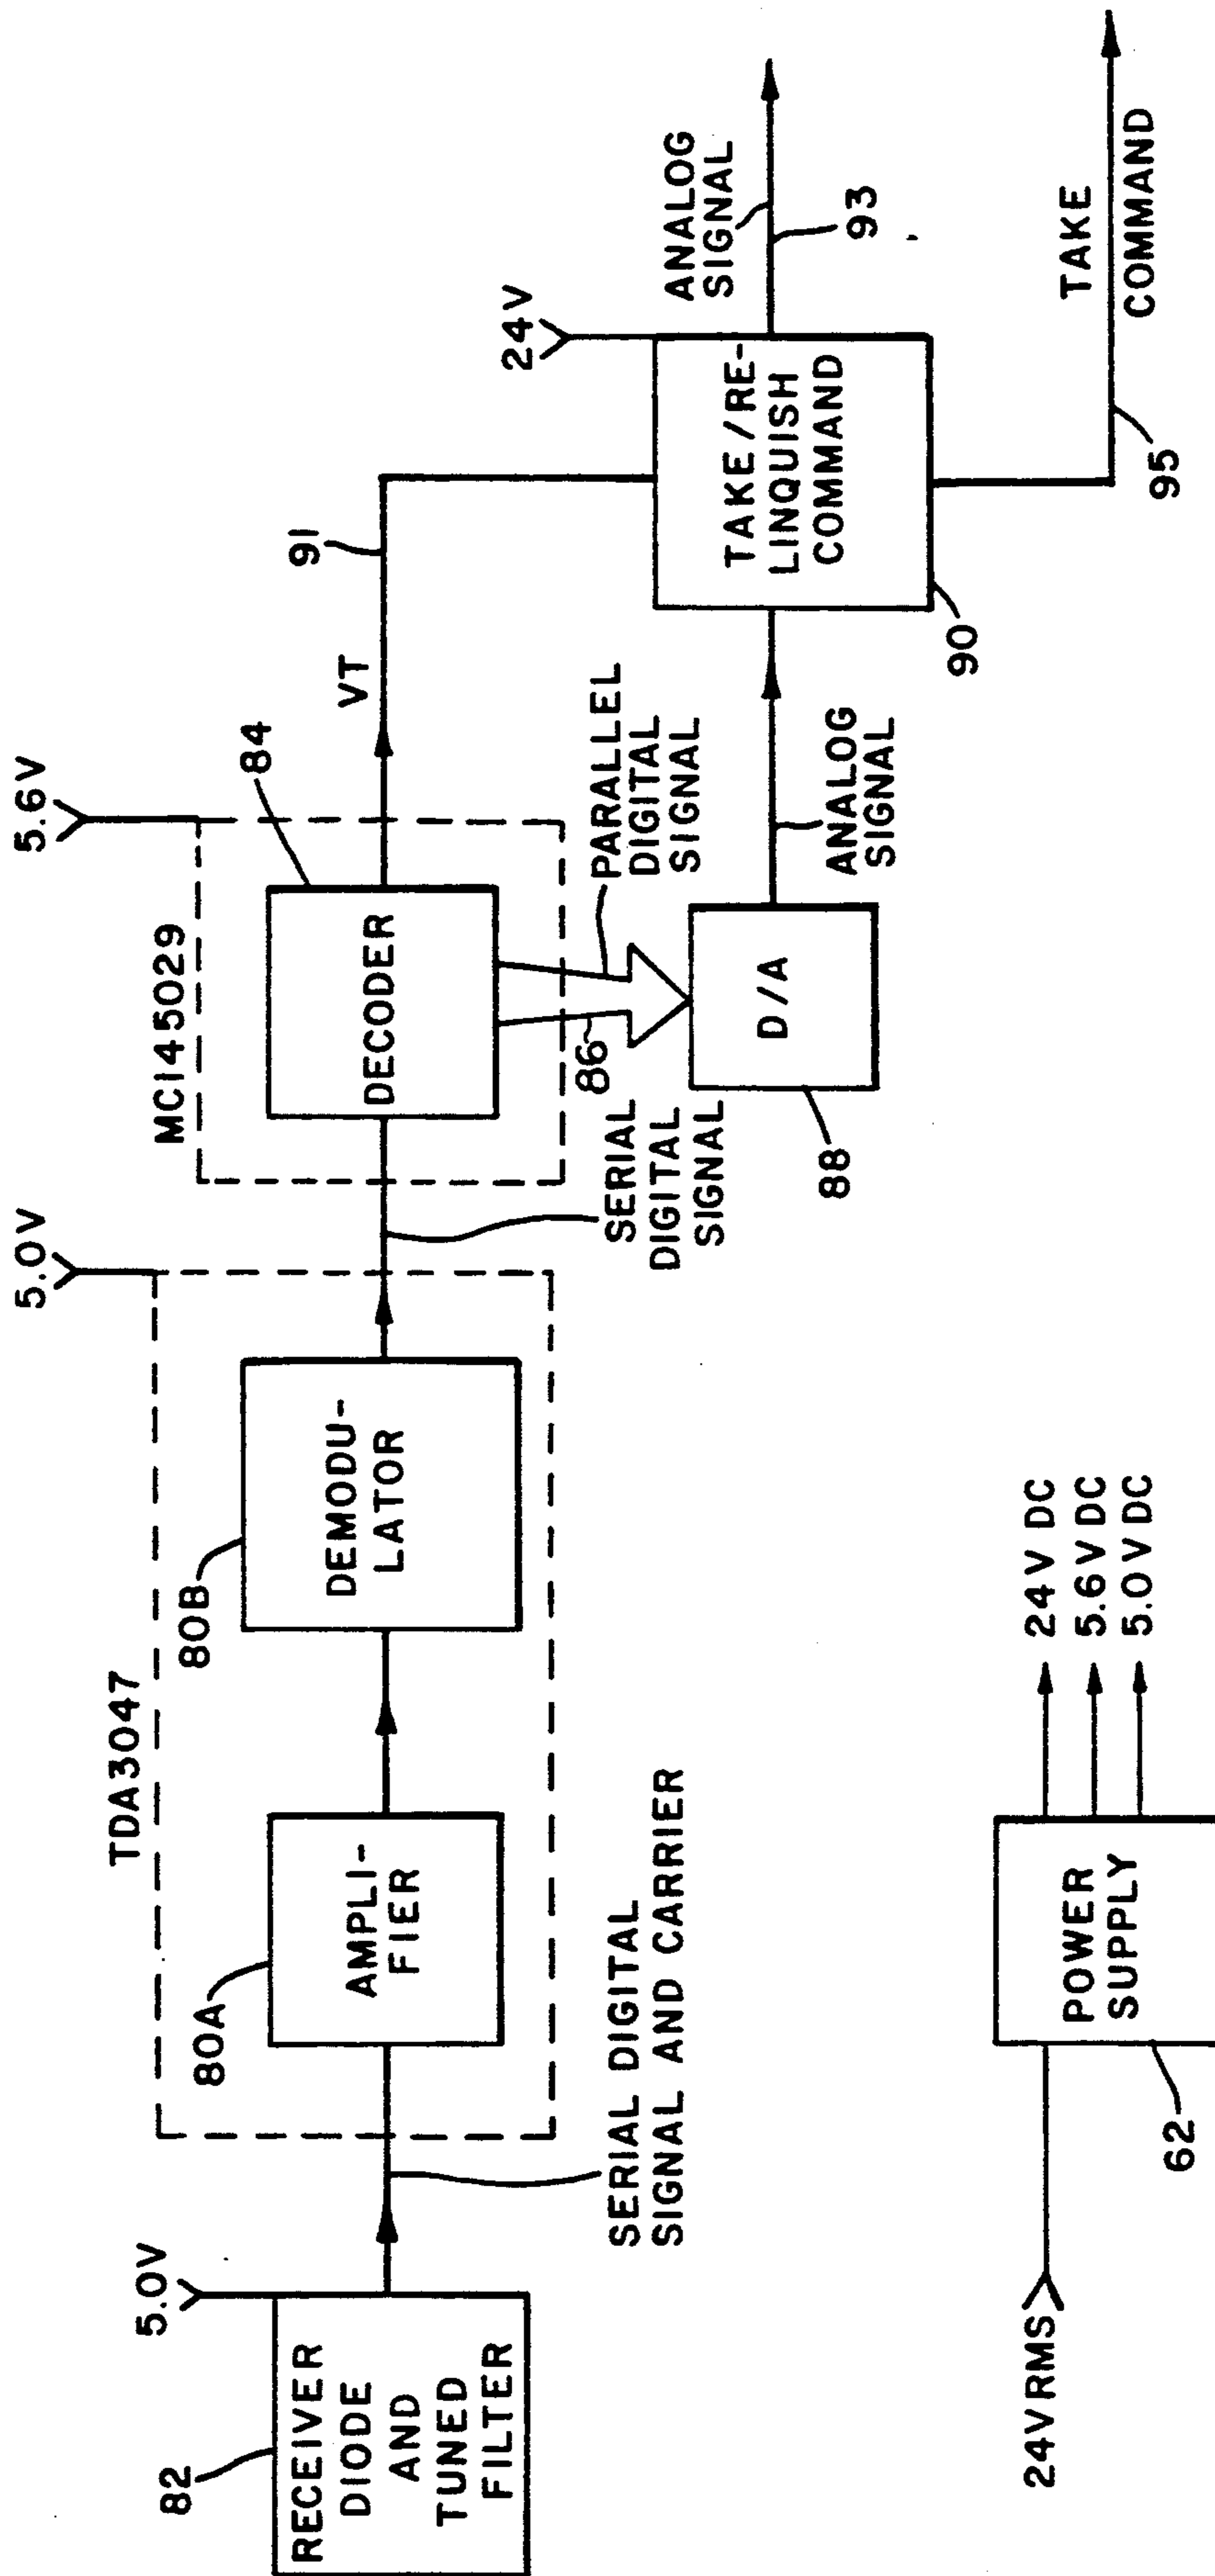 82
RECEIVER
DIODE
AND
TUNED
FILTER
5.0V
SERIAL DIGITAL
SIGNAL AND CARRIER
TDA3047
80A
AMPLI-
FIER
80B
DEMODU-
LATOR
5.0V
SERIAL
DIGITAL
SIGNAL
MC145029
5.6V
84
DECODER
86
PARALLEL
DIGITAL
SIGNAL
VT
91
88
D/A
ANALOG
SIGNAL
24V
90
TAKE/RE-
LINQUISH
COMMAND
ANALOG
SIGNAL
93
95
TAKE
COMMAND
24VRMS
62
POWER
SUPPLY
24V DC
5.6V DC
5.0V DC